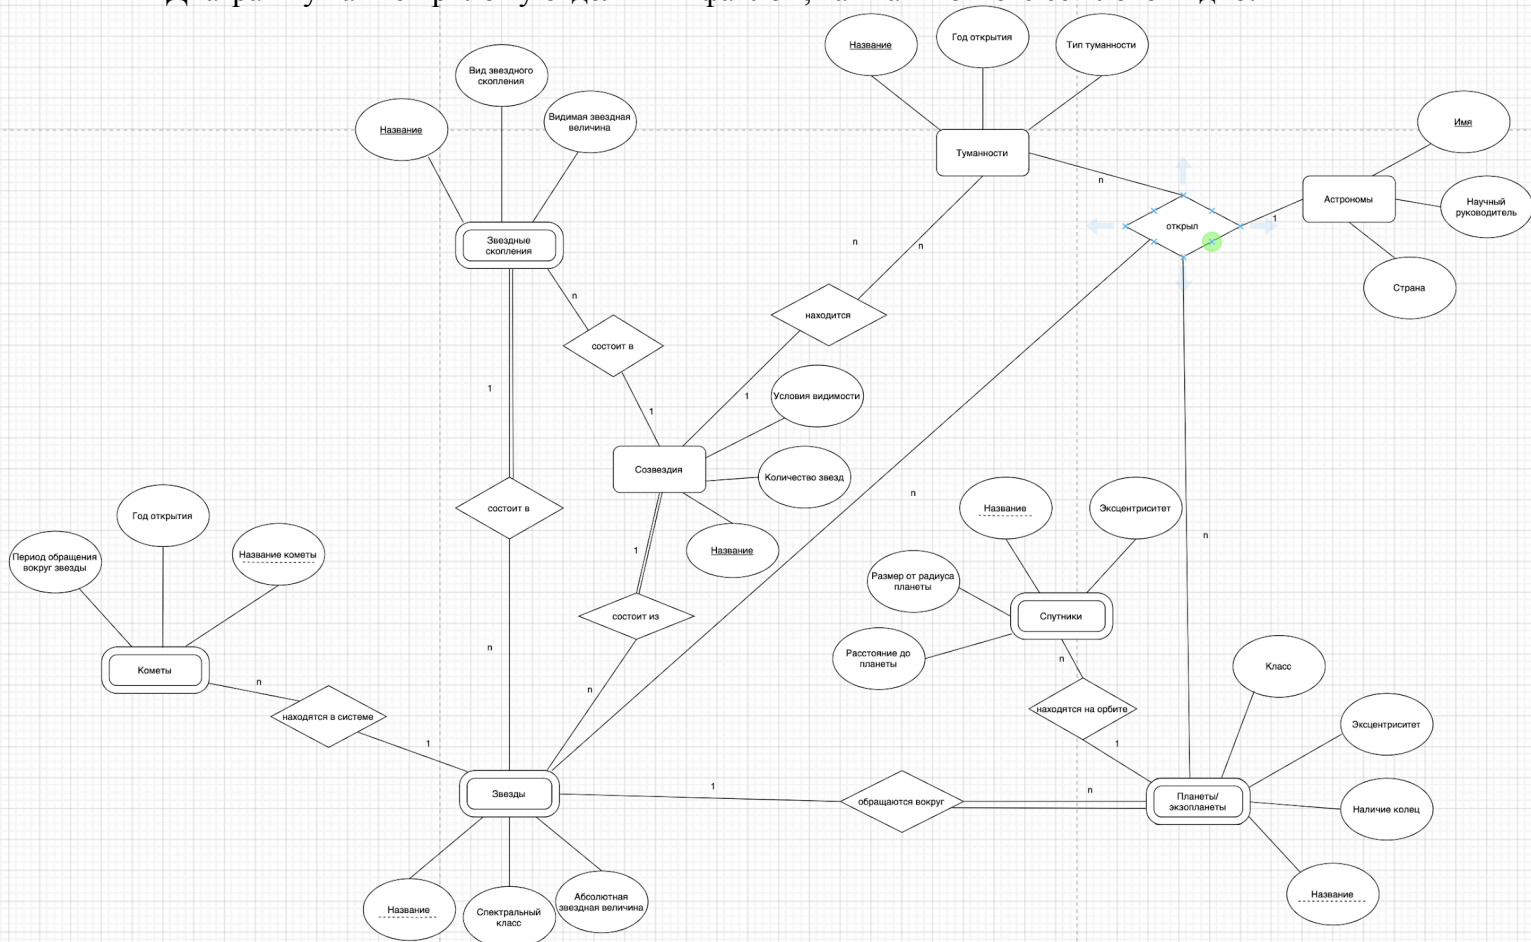 Название
Год открытия
Тип туманности
Вид звездного
скопления
Название
Видимая звездная
величина
Имя
Туманности
n
Астрономы
Научный
руководитель
1
открыл
Звездные
скопления
n
n
Страна
n
находится
состоит в
1
1
Условия видимости
1
Созвездия
Количество звезд
n
состоит в
Название
Эксцентриситет
Год открытия
n
1
Название
Период обращения
вокруг звезды
Название кометы
Размер от радиуса
планеты
состоит из
Спутники
n
Расстояние до
планеты
n
Кометы
Класс
n
n
находятся в системе
находятся на орбите
Эксцентриситет
1
1
Звезды
1
обращаются вокруг
n
Планеты/
экзопланеты
Наличие колец
Название
Название
Спектральный
класс
Абсолютная
звездная величина